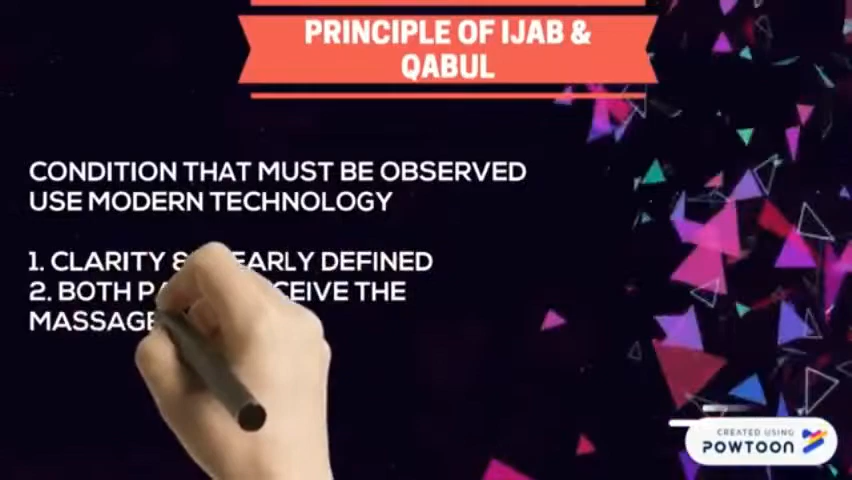 PRINCIPLE OF IJAB &
QABUL
CONDITION THAT MUST BE OBSERVED
USE MODERN TECHNOLOGY
1. CLARITY & EARLY DEFINED
2. BOTH CEIVE THE
MASSAGE
CREATED USING
POWTOON